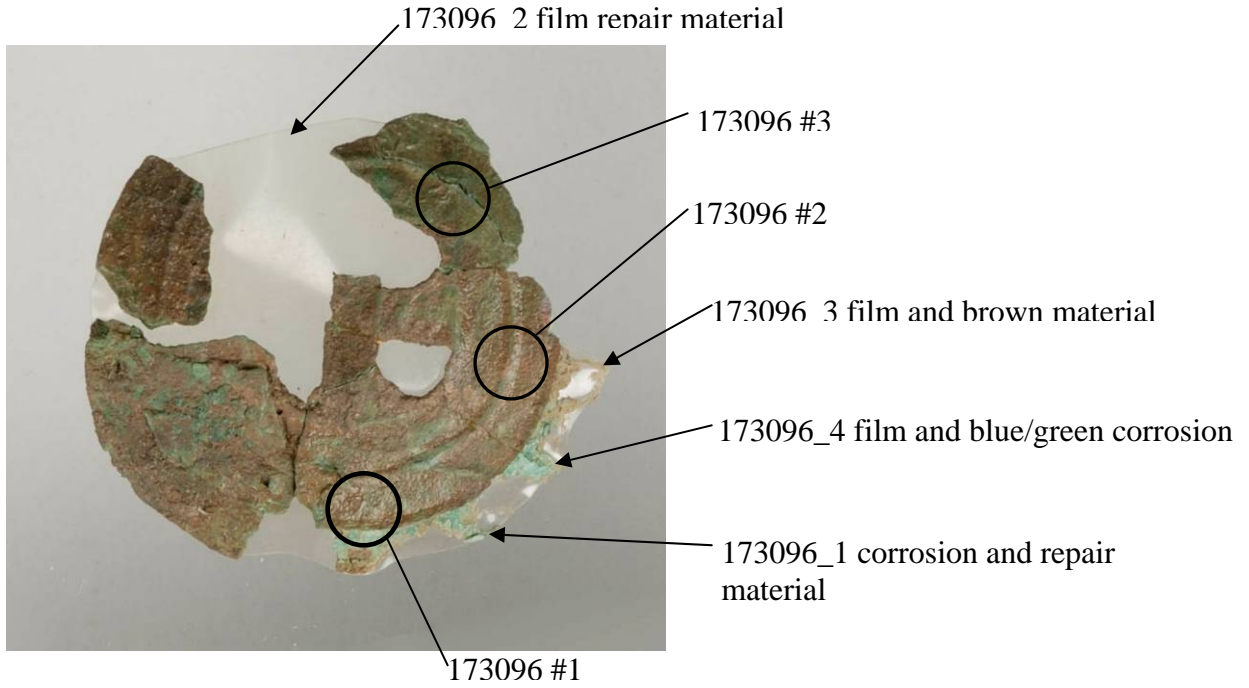 173096_2 film repair material
173096 #3
173096 #2
173096_3 film and brown material
173096_4 film and blue/green corrosion
173096_1 corrosion and repair
material
173096 #1